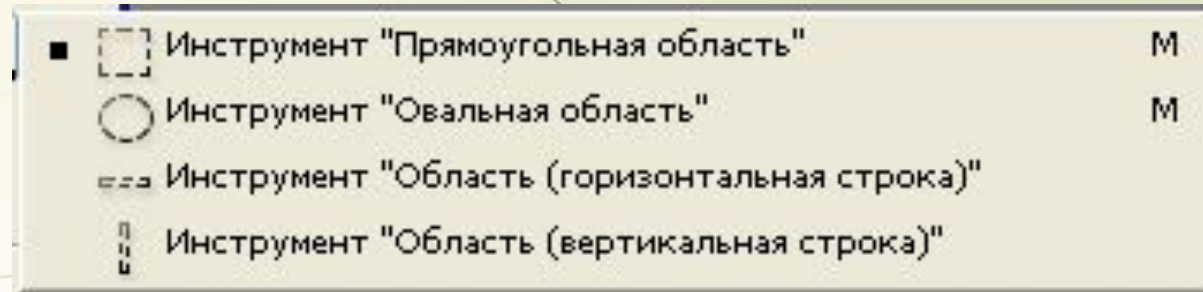 Инструмент "Прямоугольная область" M
Инструмент "Овальная область" M
Инструмент "Область (горизонтальная строка)"
Инструмент "Область (вертикальная строка)"